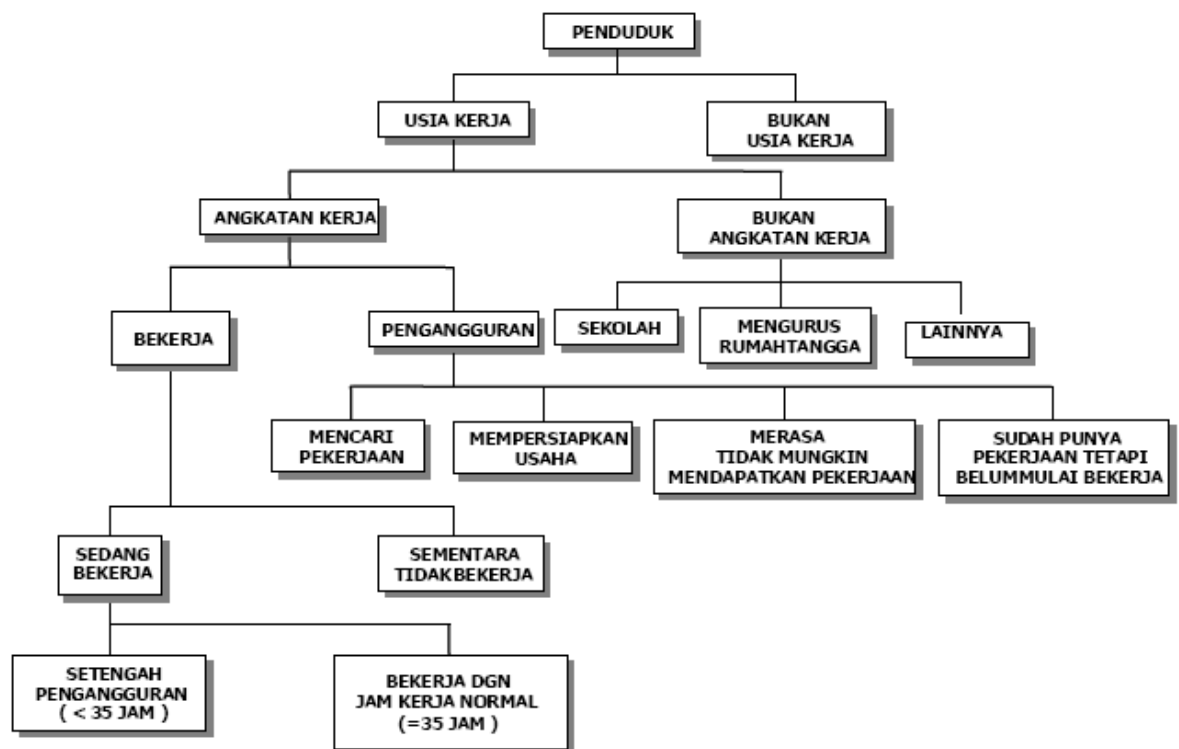 PENDUDUK
USIA KERJA
BUKAN
USIA KERJA
ANGKATAN KERJA
BUKAN
ANGKATAN KERJA
BEKERJA
PENGANGGURAN
SEKOLAH
MENGURUS
RUMAHTANGGA
LAINNYA
MENCARI
PEKERJAAN
MEMPERSIAPKAN
USAHA
MERASA
TIDAK MUNGKIN
MENDAPATKAN PEKERJAAN
SUDAH PUNYA
PEKERJAAN TETAPI
BELUMMULAI BEKERJA
SEDANG
BEKERJA
SEMENTARA
TIDAKBEKERJA
SETENGAH
PENGANGGURAN
( < 35 JAM )
BEKERJA DGN
JAM KERJA NORMAL
(=35 JAM )